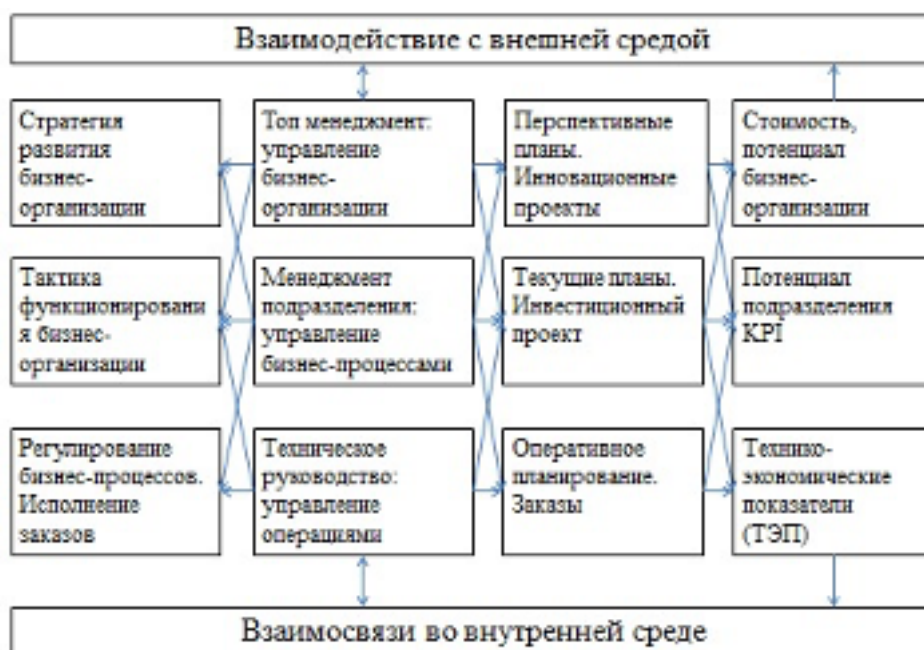 Взаимодействие с внешней средой
Стратегия
развития
бизнес-
организации
Топ менеджмент:
управление
бизнес-
организации
Перспективные
планы.
Инновационные
проекты
Стоимость,
потенциал
бизнес-
организации
Тактика
функционировани
я бизнес-
организации
Менеджмент
подразделения:
управление
бизнес-процессами
Текущие планы.
Инвестиционный
проект
Потенциал
подразделения
KPI
Регулирование
бизнес-процессов.
Исполнение
заказов
Техническое
руководство:
управление
операциями
Оперативное
планирование.
Заказы
Технико-
экономические
показатели
(ТЭП)
Взаимосвязи во внутренней среде